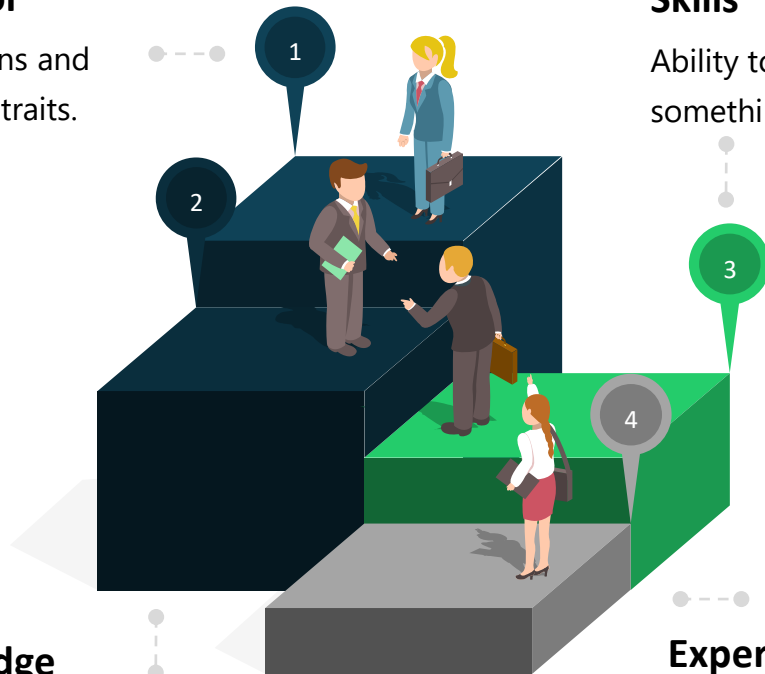 Skills
ns and
traits.
Ability to
somethi
1
2
3
4
dge
Exper